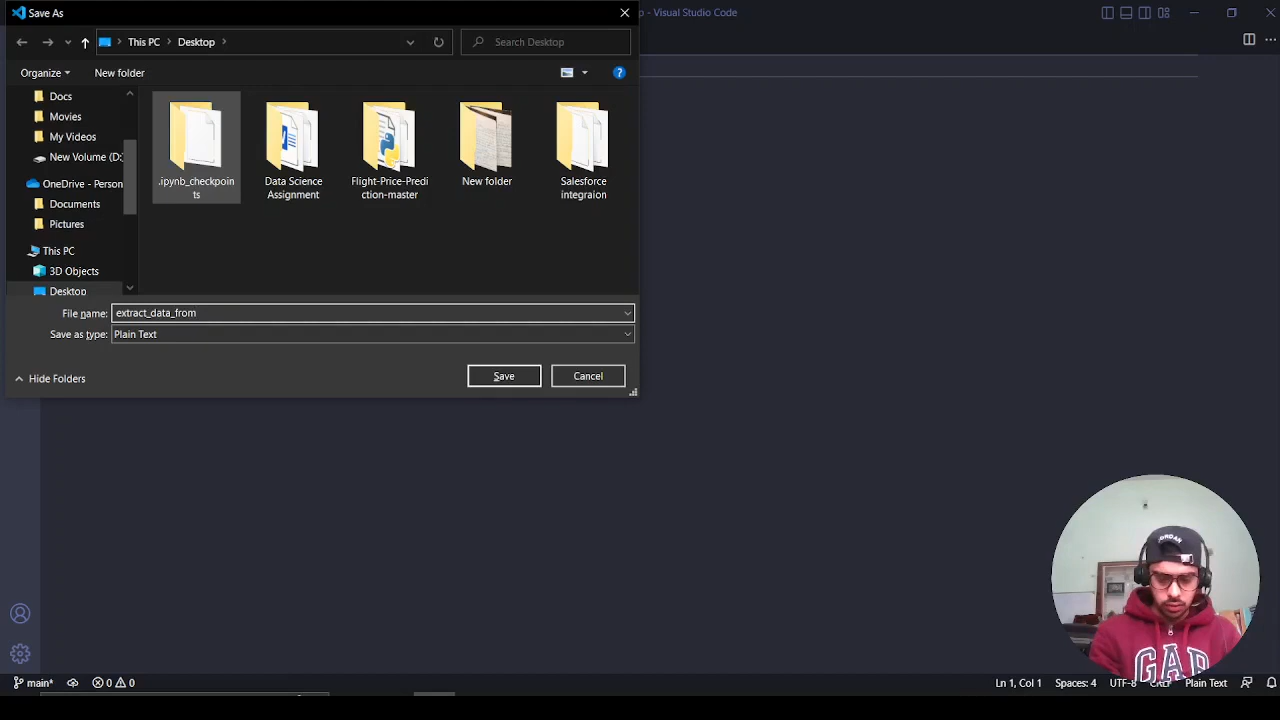 Save As
p - Visual Studio Code
This PC
Desktop
Search Desktop
Organize
New folder
Docs
Movies
My Videos
New Volume (D:
OneDrive - Person
Documents
Pictures
This PC
3D Objects
Desktop
.ipynb_checkpoin
ts
Data Science
Assignment
Flight-Price-Predi
ction-master
New folder
Salesforce
integraion
File name:
extract_data_from
Save as type:
Plain Text
Hide Folders
Save
Cancel
JORDAN
GAP
main*
0
0
Ln 1, Col 1
Spaces: 4
UTF-8
CRLF
Plain Text